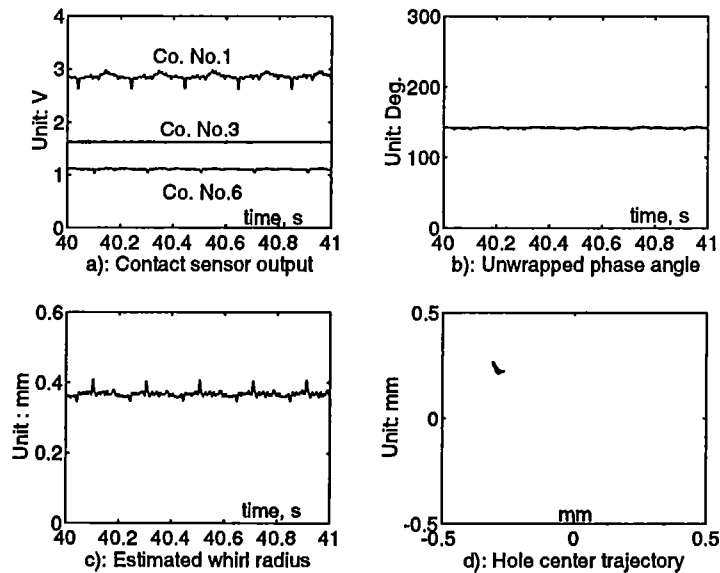 4
3
2
1
0
Unit: V
Co. No.1
Co. No.3
Co. No.6
time, s
40 40.2 40.4 40.6 40.8 41
a): Contact sensor output
300
150
0
Unit: Deg.
time, s
40 40.2 40.4 40.6 40.8 41
b): Unwrapped phase angle
0.6
0.4
0.2
0
Unit : mm
time, s
40 40.2 40.4 40.6 40.8 41
c): Estimated whirl radius
0.5
0
-0.5
Unit: mm
mm
-0.5 0 0.5
d): Hole center trajectory